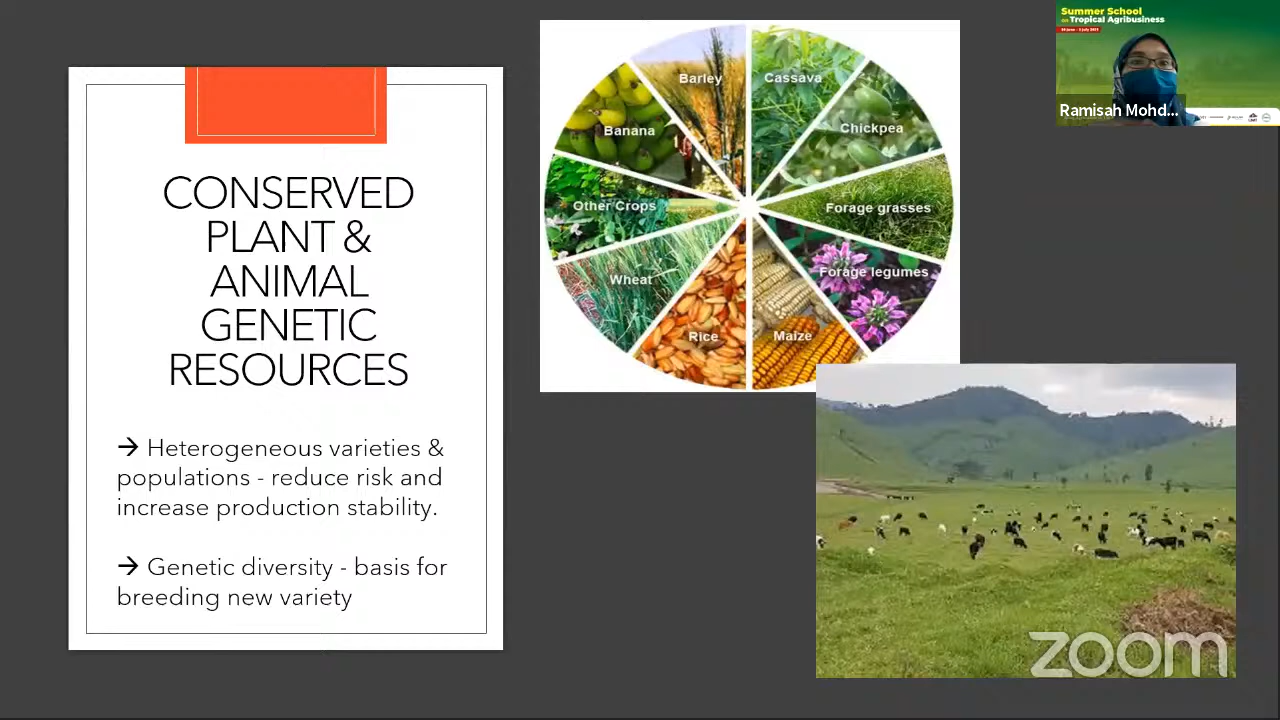 CONSERVED
PLANT &
ANIMAL
GENETIC
RESOURCES
→ Heterogeneous varieties &
populations - reduce risk and
increase production stability.
→ Genetic diversity - basis for
breeding new variety
Barley
Cassava
Banana
Chickpea
Other Crops
Forage grasses
Wheat
Forage legumes
Rice
Maize
Summer School
on Tropical Agribusiness
Ramisah Mohd...
zoom